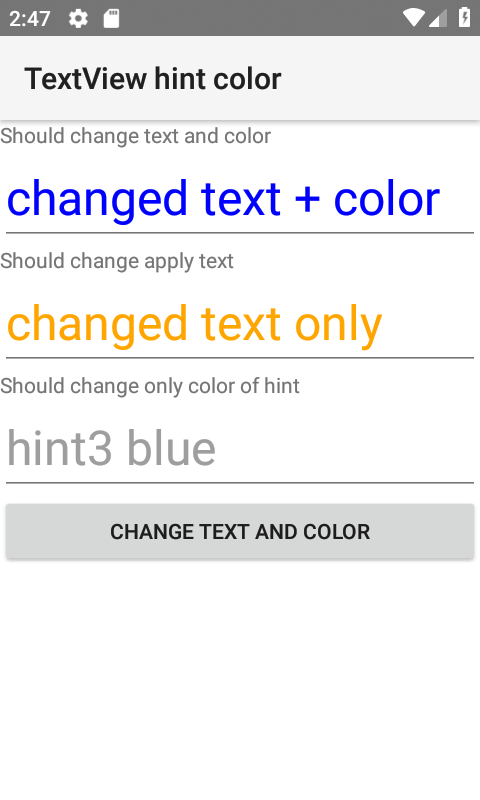 2:47
TextView hint color
Should change text and color
changed text + color
Should change apply text
changed text only
Should change only color of hint
hint3 blue
CHANGE TEXT AND COLOR